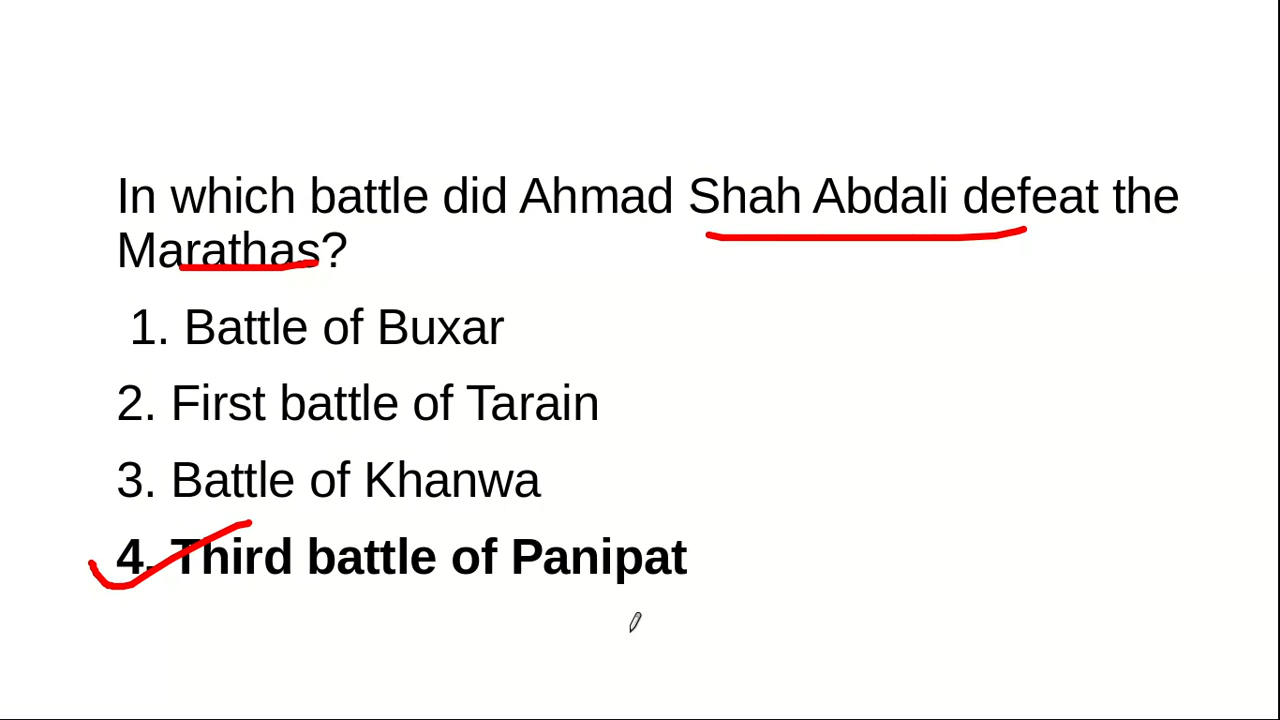 In which battle did Ahmad Shah Abdali defeat the
Marathas?
1. Battle of Buxar
2. First battle of Tarain
3. Battle of Khanwa
4. Third battle of Panipat